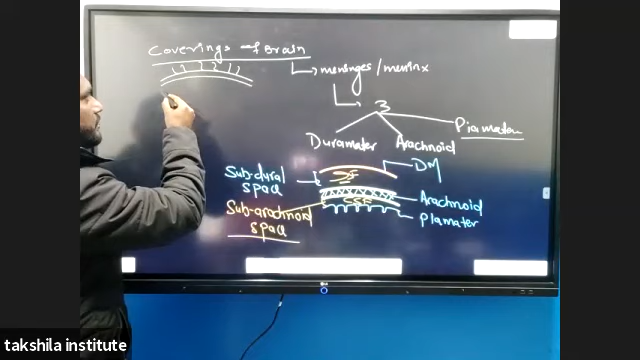 Coverings of Brain
meninges / meninx
3
Duramater
Arachnoid
Piamater
DM
Sub-dural
space
DF
Arachnoid
CSF
Sub-arachnoid
space
Piamater
takshila institute